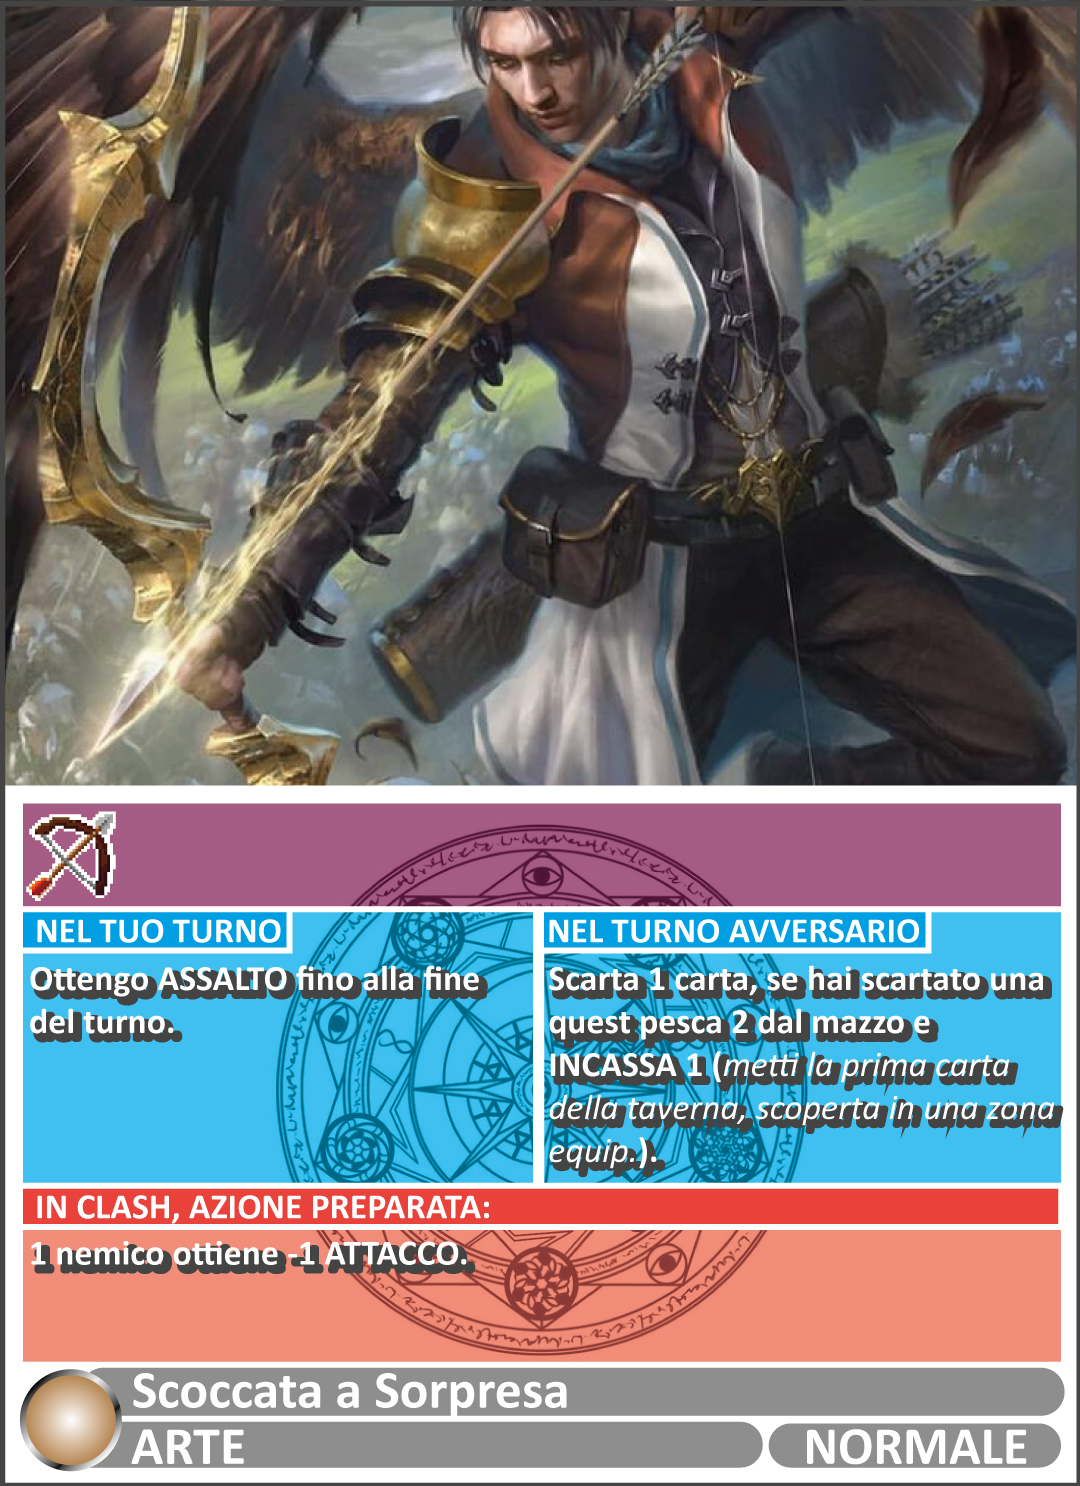 NEL TUO TURNO
Ottengo ASSALTO fino alla fine
del turno.
NEL TURNO AVVERSARIO
Scarta 1 carta, se hai scartato una
quest pesca 2 dal mazzo e
INCASSA 1 (metti la prima carta
della taverna, scoperta in una zona
equip.).
IN CLASH, AZIONE PREPARATA:
1 nemico ottiene -1 ATTACCO.
Scoccata a Sorpresa
ARTE
NORMALE